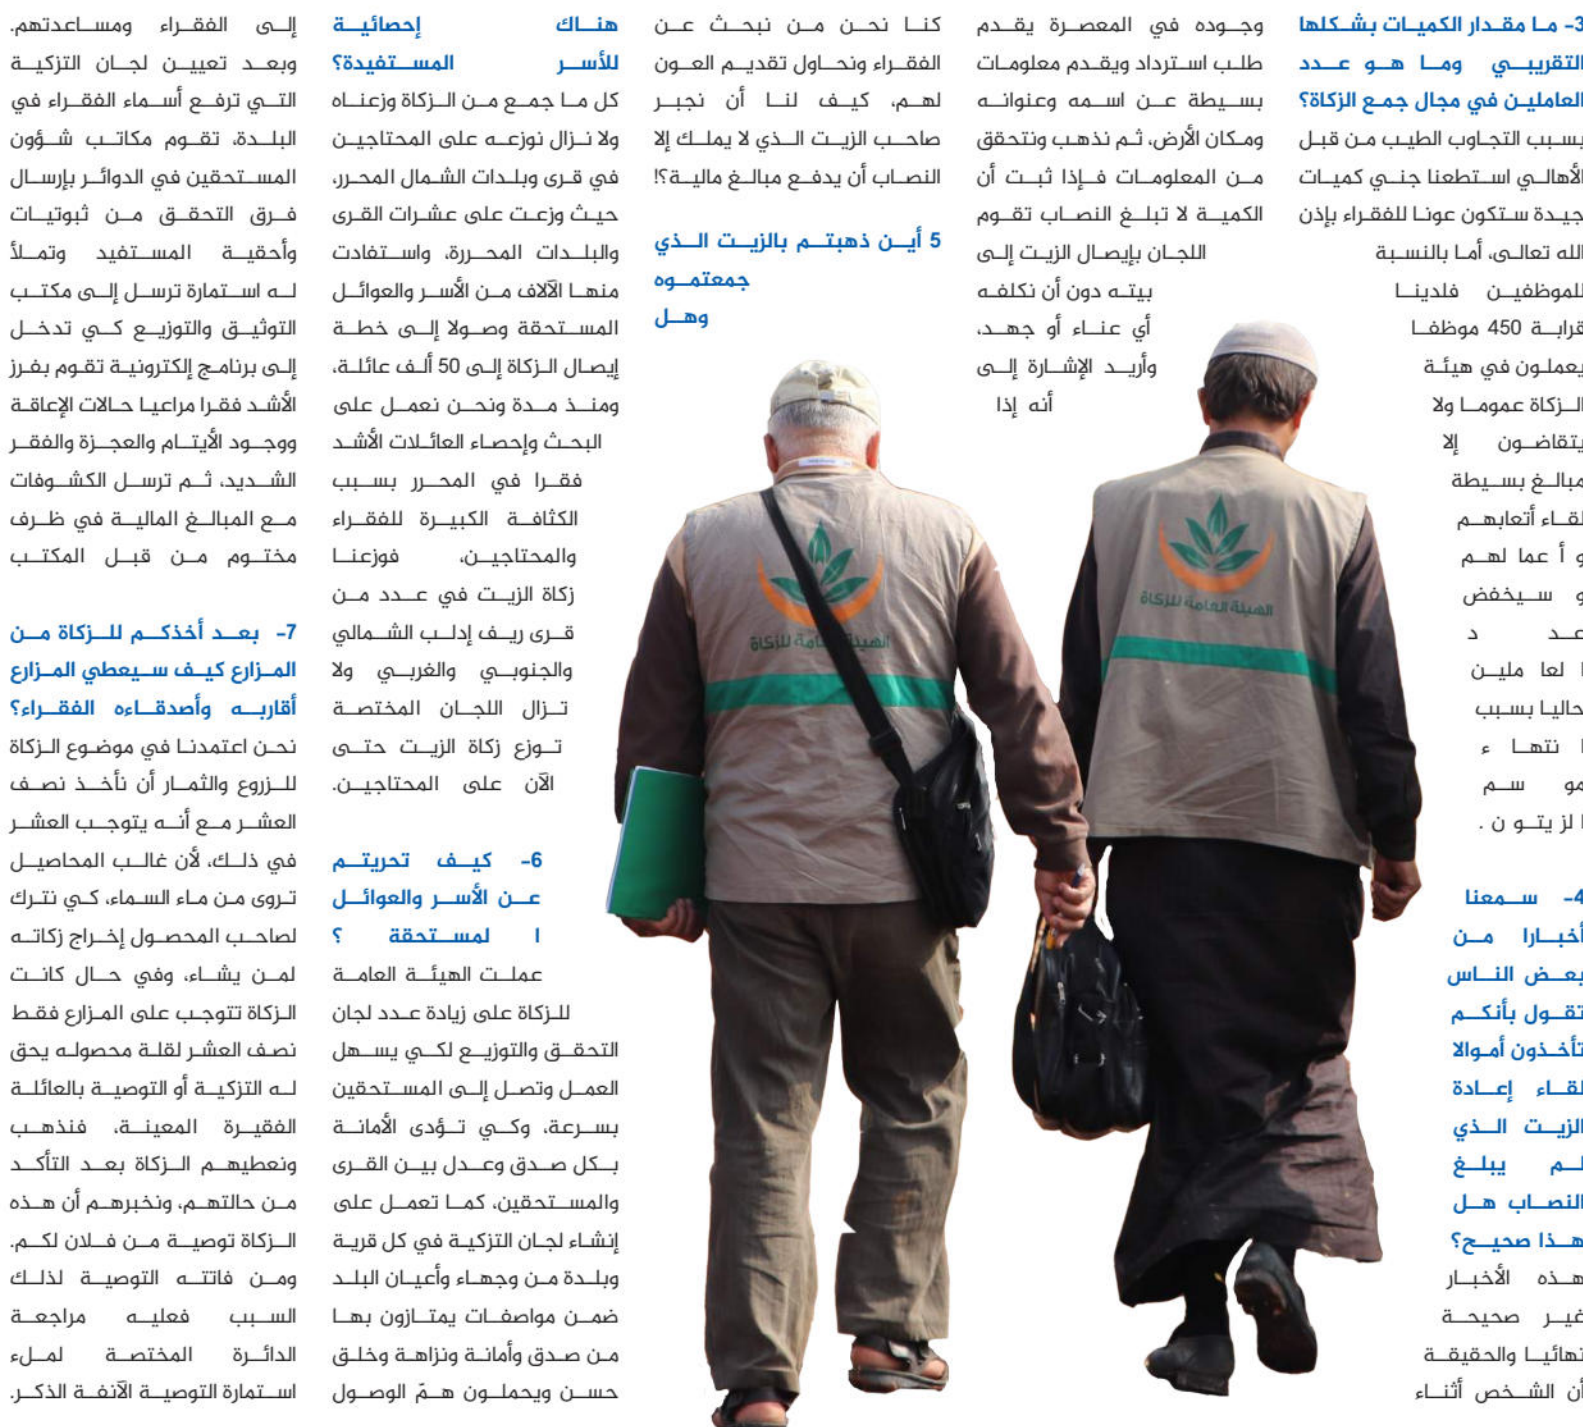 3- ما مقدار الكميات بشكلها
التقريبي وما هو عدد
العاملين في مجال جمع الزكاة؟
بسبب التجاوب الطيب من قبل
الأهالي استطعنا جني كميات
جيدة ستكون عونا للفقراء بإذن
الله تعالى، أما بالنسبة
للموظفين فلدينا
قرابة 450 موظفا
يعملون في هيئة
الزكاة عموما ولا
يتقاضون إلا
مبالغ بسيطة
لقاء أتعابهم
و أ عما لهم
و سيخفض
عد د
ا لعا ملين
حاليا بسبب
ا نتها ء
مو سم
ا لز يتو ن .
4- سمعنا
أخبارا من
بعض الناس
تقول بأنكم
تأخذون أموالا
لقاء إعادة
الزيت الذي
لم يبلغ
النصاب هل
هذا صحيح؟
هذه الأخبار
غير صحيحة
نهائيا والحقيقة
أن الشخص أثناء
وجوده في المعصرة يقدم
طلب استرداد ويقدم معلومات
بسيطة عن اسمه وعنوانه
ومكان الأرض، ثم نذهب ونتحقق
من المعلومات فإذا ثبت أن
الكمية لا تبلغ النصاب تقوم
اللجان بإيصال الزيت إلى
بيته دون أن نكلفه
أي عناء أو جهد،
وأريد الإشارة إلى
أنه إذا
كنا نحن من نبحث عن
الفقراء ونحاول تقديم العون
لهم، كيف لنا أن نجبر
صاحب الزيت الذي لا يملك إلا
النصاب أن يدفع مبالغ مالية؟!
5 أين ذهبتم بالزيت الذي
جمعتموه
وهل
هناك إحصائية
للأسر المستفيدة؟
كل ما جمع من الزكاة وزعناه
ولا نزال نوزعه على المحتاجين
في قرى وبلدات الشمال المحرر،
حيث وزعت على عشرات القرى
والبلدات المحررة، واستفادت
منها الآلاف من الأسر والعوائل
المستحقة وصولا إلى خطة
إيصال الزكاة إلى 50 ألف عائلة،
ومنذ مدة ونحن نعمل على
البحث وإحصاء العائلات الأشد
فقرا في المحرر بسبب
الكثافة الكبيرة للفقراء
والمحتاجين، فوزعنا
زكاة الزيت في عدد من
قرى ريف إدلب الشمالي
والجنوبي والغربي ولا
تزال اللجان المختصة
توزع زكاة الزيت حتى
الآن على المحتاجين.
6- كيف تحريتم
عن الأسر والعوائل
ا لمستحقة ؟
عملت الهيئة العامة
للزكاة على زيادة عدد لجان
التحقق والتوزيع لكي يسهل
العمل وتصل إلى المستحقين
بسرعة، وكي تؤدى الأمانة
بكل صدق وعدل بين القرى
والمستحقين، كما تعمل على
إنشاء لجان التزكية في كل قرية
وبلدة من وجهاء وأعيان البلد
ضمن مواصفات يمتازون بها
من صدق وأمانة ونزاهة وخلق
حسن ويحملون همّ الوصول
إلى الفقراء ومساعدتهم.
وبعد تعيين لجان التزكية
التي ترفع أسماء الفقراء في
البلدة، تقوم مكاتب شؤون
المستحقين في الدوائر بإرسال
فرق التحقق من ثبوتيات
وأحقية المستفيد وتملأ
له استمارة ترسل إلى مكتب
التوثيق والتوزيع كي تدخل
إلى برنامج إلكترونية تقوم بفرز
الأشد فقرا مراعيا حالات الإعاقة
ووجود الأيتام والعجزة والفقر
الشديد، ثم ترسل الكشوفات
مع المبالغ المالية في ظرف
مختوم من قبل المكتب
7- بعد أخذكم للزكاة من
المزارع كيف سيعطي المزارع
أقاربه وأصدقاءه الفقراء؟
نحن اعتمدنا في موضوع الزكاة
للزروع والثمار أن نأخذ نصف
العشر مع أنه يتوجب العشر
في ذلك، لأن غالب المحاصيل
تروى من ماء السماء، كي نترك
لصاحب المحصول إخراج زكاته
لمن يشاء، وفي حال كانت
الزكاة تتوجب على المزارع فقط
نصف العشر لقلة محصوله يحق
له التزكية أو التوصية بالعائلة
الفقيرة المعينة، فنذهب
ونعطيهم الزكاة بعد التأكد
من حالتهم، ونخبرهم أن هذه
الزكاة توصية من فلان لكم.
ومن فاتته التوصية لذلك
السبب فعليه مراجعة
الدائرة المختصة لملء
استمارة التوصية الآنفة الذكر.
الهيئة العامة للزكاة
الهيئة العامة للزكاة